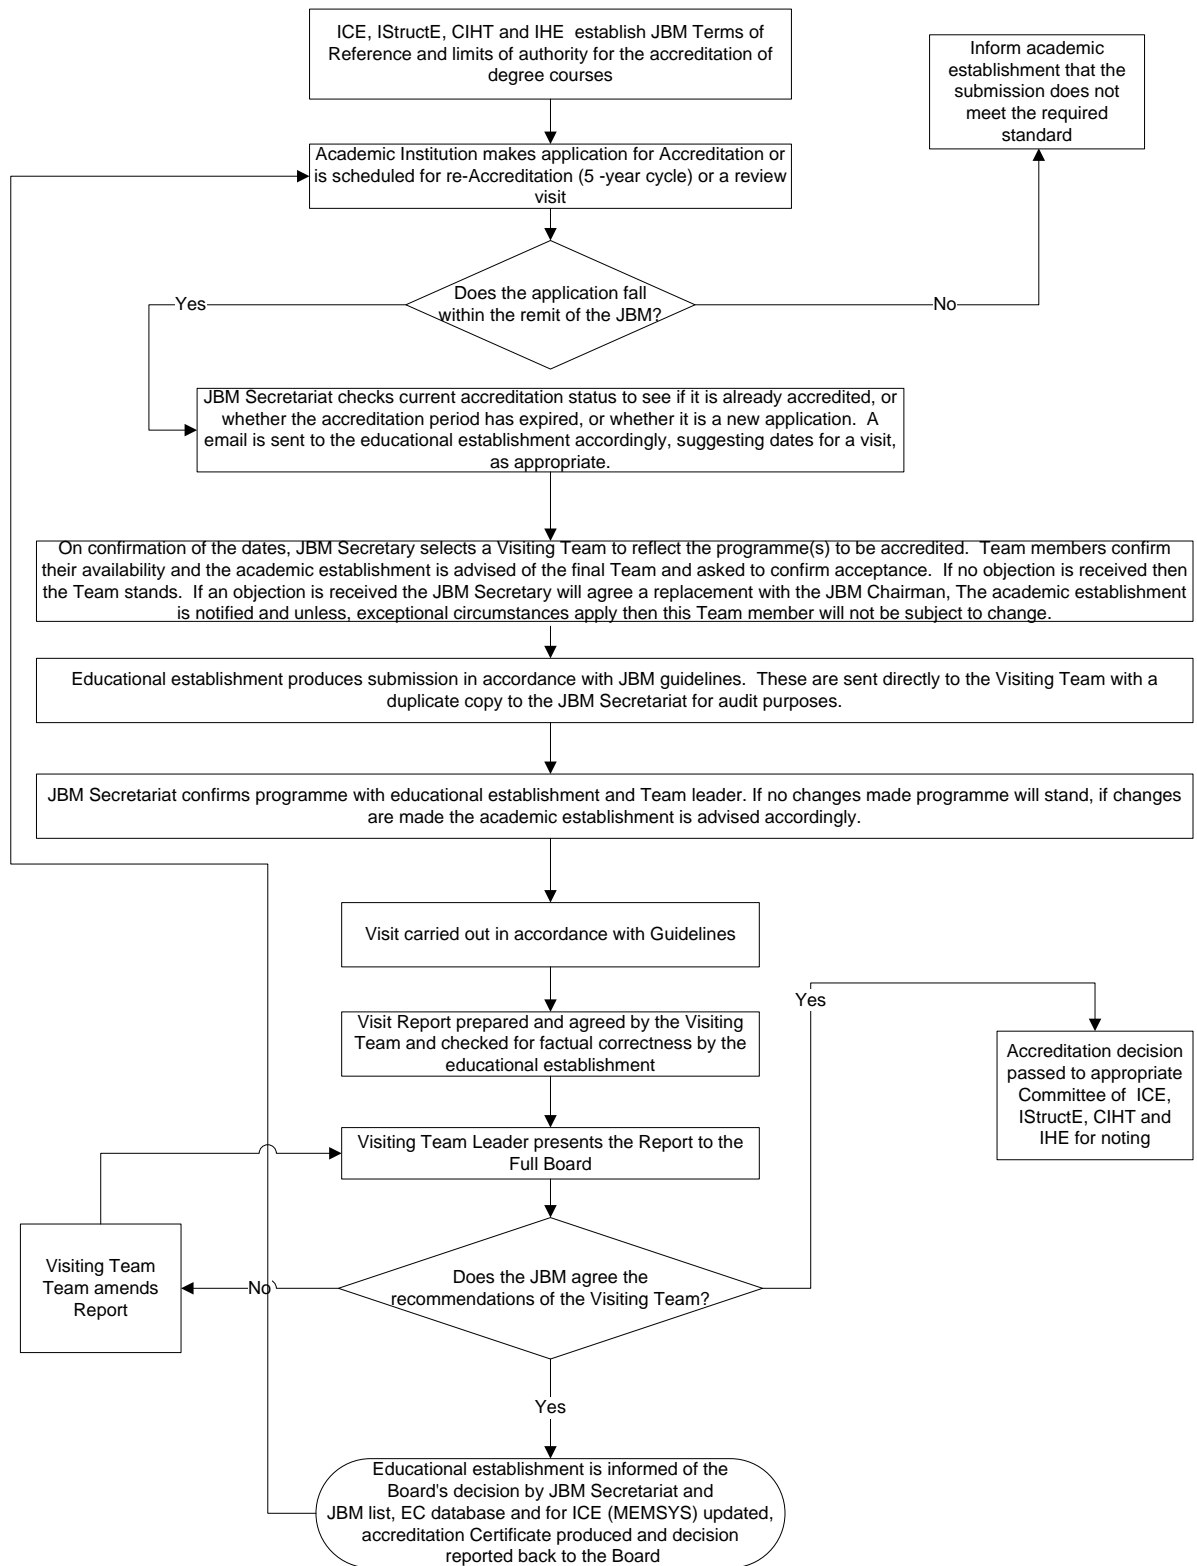 ICE, IStructE, CIHT and IHE establish JBM Terms of
Reference and limits of authority for the accreditation of
degree courses
Inform academic
establishment that the
submission does not
meet the required
standard
Academic Institution makes application for Accreditation or
is scheduled for re-Accreditation (5 -year cycle) or a review
visit
Does the application fall
within the remit of the JBM?
Yes
No
JBM Secretariat checks current accreditation status to see if it is already accredited, or
whether the accreditation period has expired, or whether it is a new application. A
email is sent to the educational establishment accordingly, suggesting dates for a visit,
as appropriate.
On confirmation of the dates, JBM Secretary selects a Visiting Team to reflect the programme(s) to be accredited. Team members confirm
their availability and the academic establishment is advised of the final Team and asked to confirm acceptance. If no objection is received then
the Team stands. If an objection is received the JBM Secretary will agree a replacement with the JBM Chairman, The academic establishment
is notified and unless, exceptional circumstances apply then this Team member will not be subject to change.
Educational establishment produces submission in accordance with JBM guidelines. These are sent directly to the Visiting Team with a
duplicate copy to the JBM Secretariat for audit purposes.
JBM Secretariat confirms programme with educational establishment and Team leader. If no changes made programme will stand, if changes
are made the academic establishment is advised accordingly.
Visit carried out in accordance with Guidelines
Visit Report prepared and agreed by the Visiting
Team and checked for factual correctness by the
educational establishment
Yes
Accreditation decision
passed to appropriate
Committee of ICE,
IStructE, CIHT and
IHE for noting
Visiting Team Leader presents the Report to the
Full Board
Visiting Team
Team amends
Report
No
Does the JBM agree the
recommendations of the Visiting Team?
Yes
Educational establishment is informed of the
Board's decision by JBM Secretariat and
JBM list, EC database and for ICE (MEMSYS) updated,
accreditation Certificate produced and decision
reported back to the Board